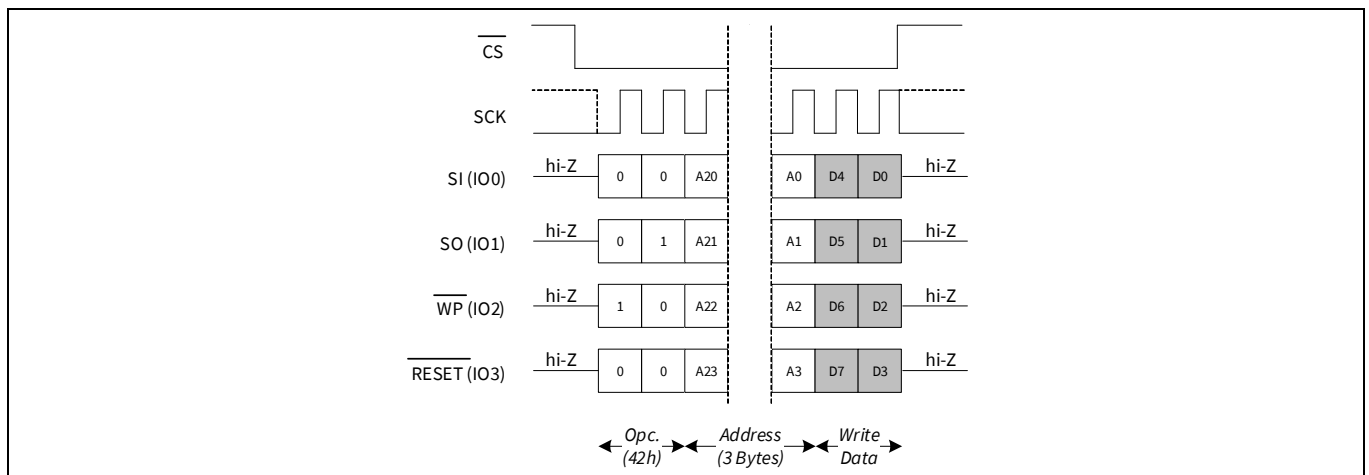 CS
SCK
SI (IO0) hi-Z 0 0 A20 A0 D4 D0 hi-Z
SO (IO1) hi-Z 0 1 A21 A1 D5 D1 hi-Z
WP (IO2) hi-Z 1 0 A22 A2 D6 D2 hi-Z
RESET (IO3) hi-Z 0 0 A23 A3 D7 D3 hi-Z
Opc. Address Write
(42h) (3 Bytes) Data